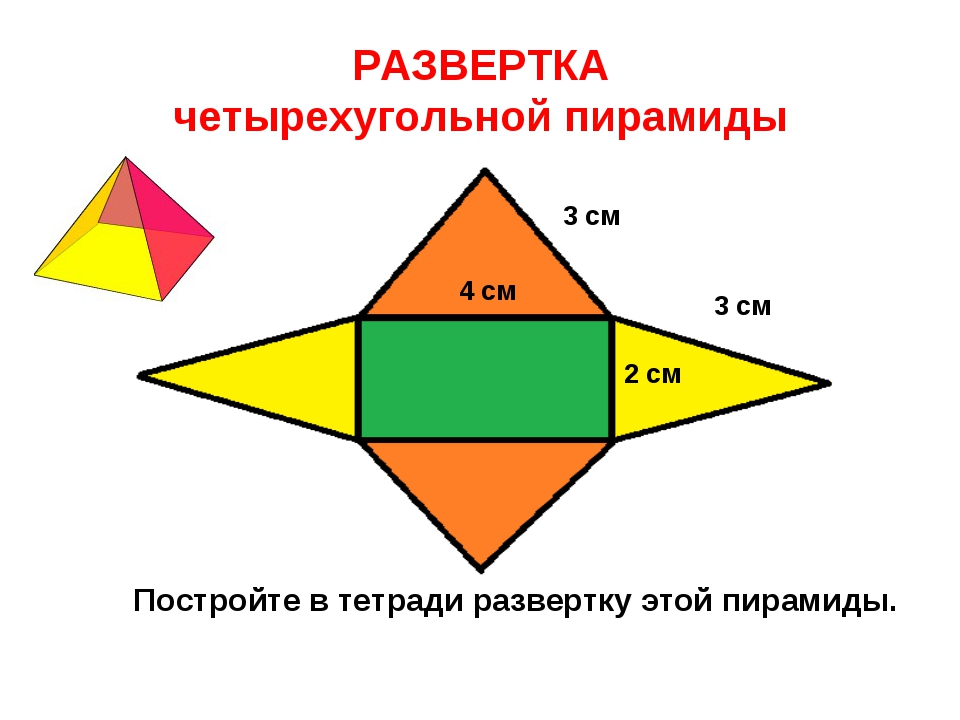 РАЗВЕРТКА
четырехугольной пирамиды
3 см
4 см
3 см
2 см
Постройте в тетради развертку этой пирамиды.